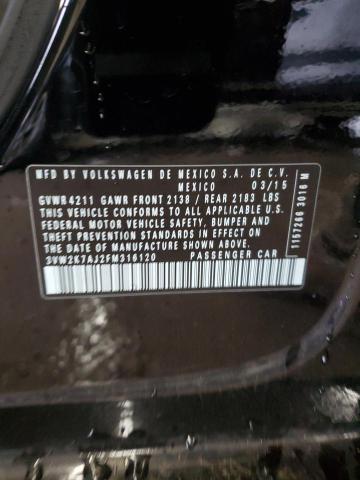 MFD BY VOLKSWAGEN DE MEXICO S.A. DE C.V.
MEXICO 03/15
GVWR 4211 GAWR FRONT 2138 / REAR 2183 LBS
THIS VEHICLE CONFORMS TO ALL APPLICABLE
FEDERAL MOTOR VEHICLE SAFETY, BUMPER AND
THEFT PREVENTION STANDARDS IN EFFECT ON
THE DATE OF MANUFACTURE SHOWN ABOVE
3VW2K7AJ2FM316120 PASSENGER CAR
1157266 3016 M